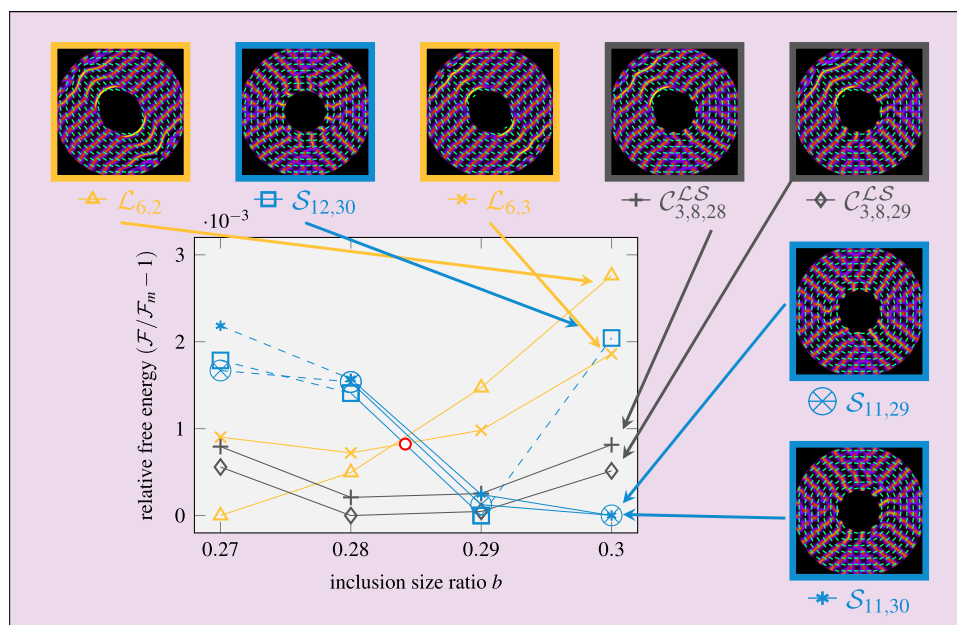 ℒ6,2
𝒮12,30
ℒ6,3
𝒞ℒ𝒮3,8,28
𝒞ℒ𝒮3,8,29
·10−3
3
2
1
0
relative free energy (ℱ/ℱm − 1)
0.27 0.28 0.29 0.3
inclusion size ratio b
𝒮11,29
𝒮11,30